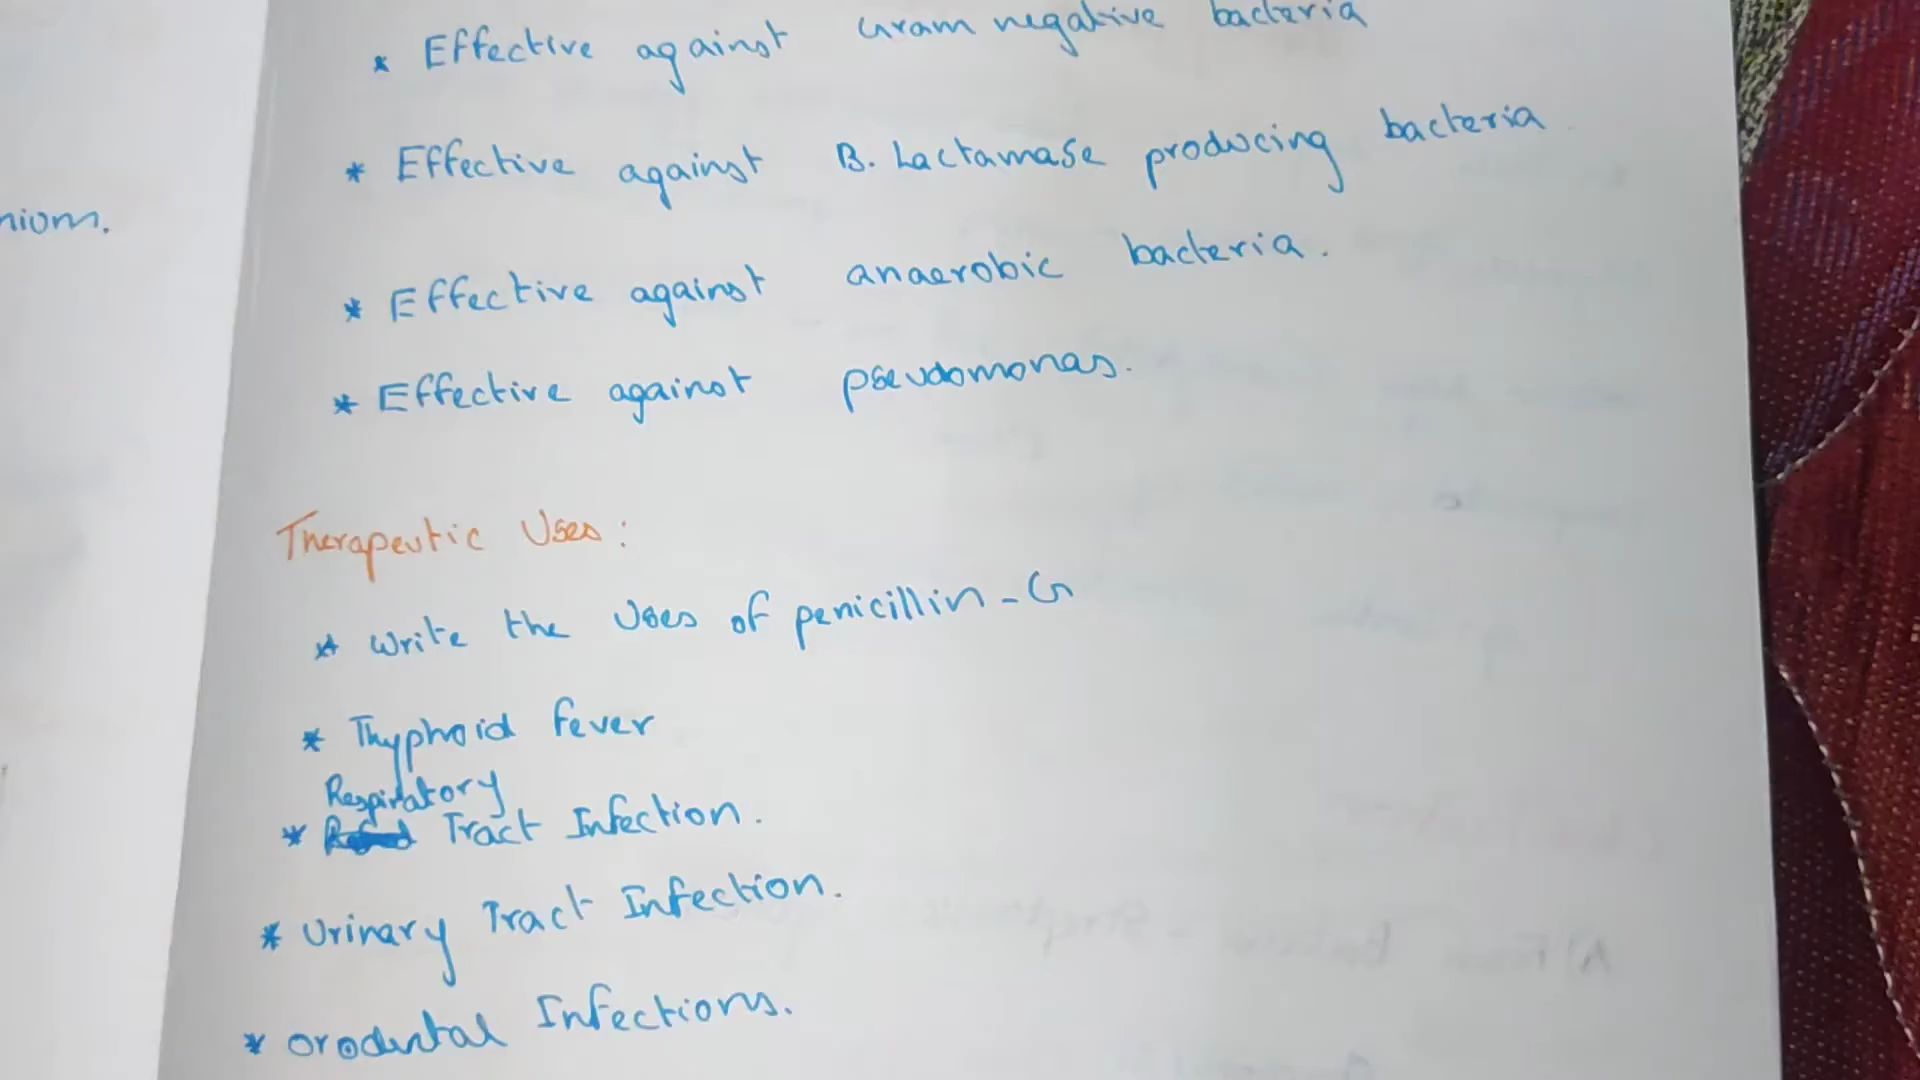 * Effective against Gram negative bacteria
* Effective against B. Lactamase producing bacteria
* Effective against anaerobic bacteria.
* Effective against pseudomonas.
nium.
Therapeutic Uses:
* Write the Uses of penicillin-G
* Thyphoid fever
Respiratory
* Tract Infection.
* Urinary Tract Infection.
* Orodental Infections.